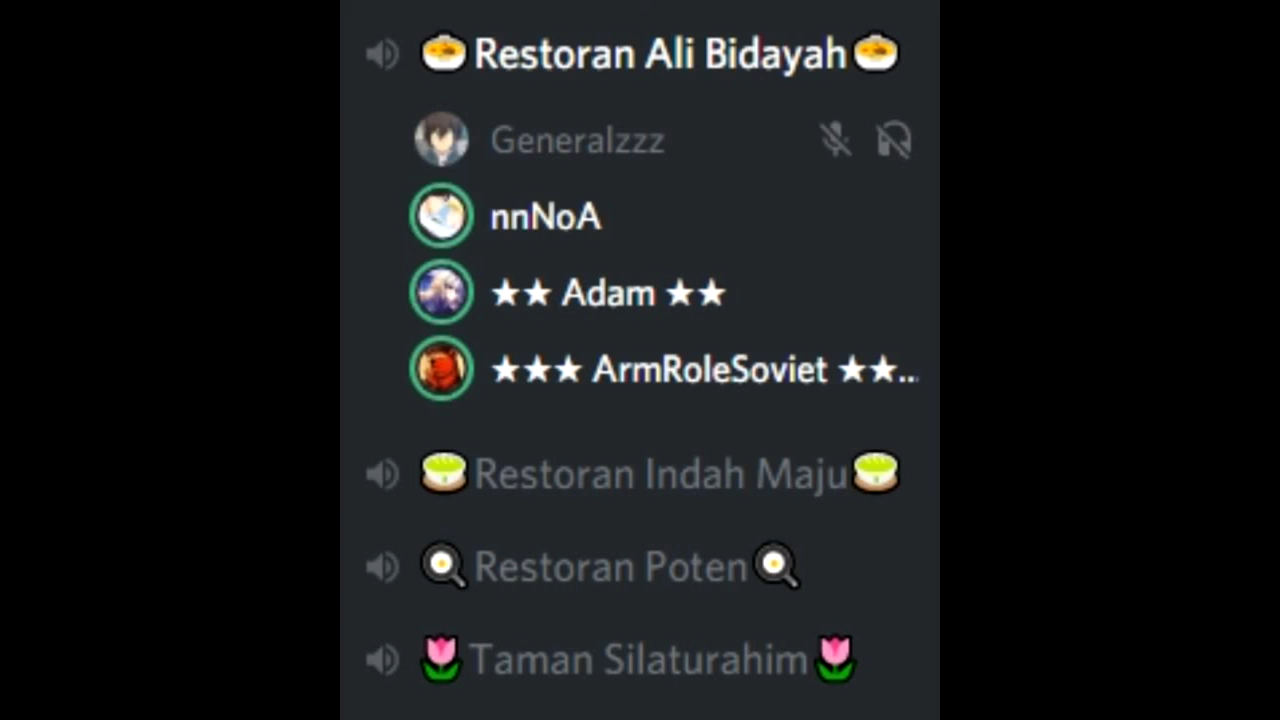 🍲Restoran Ali Bidayah🍲
Generalzzz
nnNoA
★★ Adam ★★
★★★ ArmRoleSoviet ★★...
🍵Restoran Indah Maju🍵
🍳Restoran Poten🍳
🌷Taman Silaturahim🌷